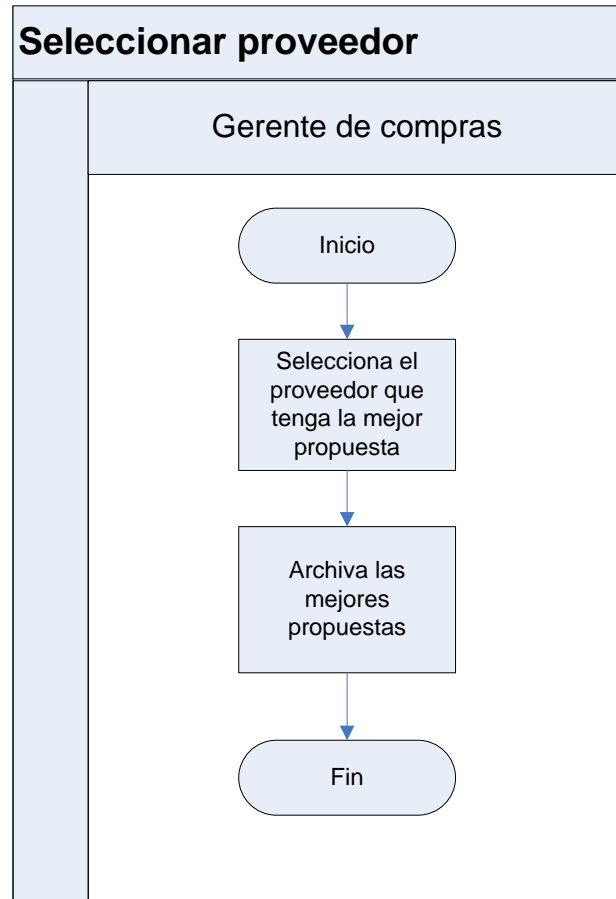 Seleccionar proveedor
Gerente de compras
Inicio
Selecciona el
proveedor que
tenga la mejor
propuesta
Archiva las
mejores
propuestas
Fin